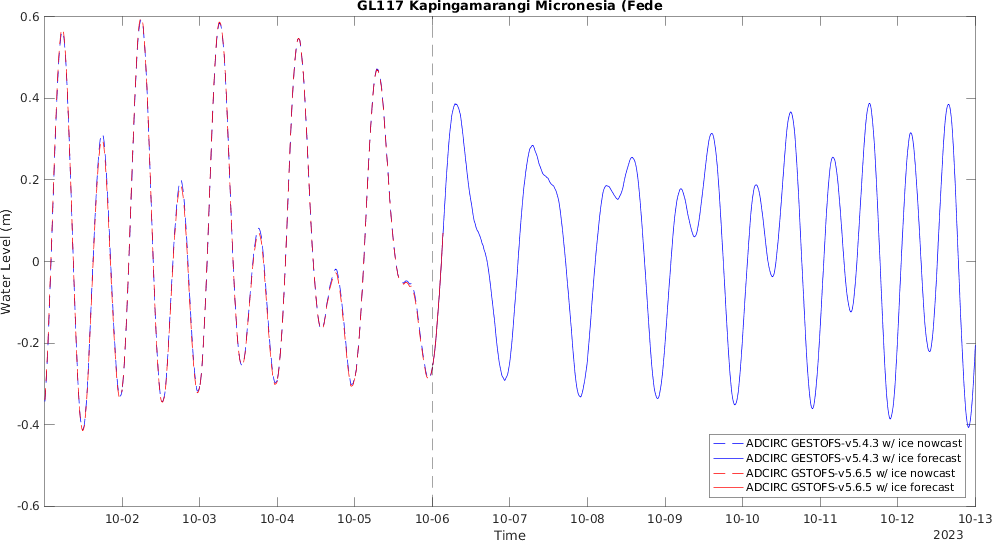 GL117 Kapingamarangi Micronesia (Fede
0.6
0.4
0.2
0
-0.2
-0.4
-0.6
Water Level (m)
10-02 10-03 10-04 10-05 10-06 10-07 10-08 10-09 10-10 10-11 10-12 10-13
Time
2023
ADCIRC GESTOFS-v5.4.3 w/ ice nowcast
ADCIRC GESTOFS-v5.4.3 w/ ice forecast
ADCIRC GSTOFS-v5.6.5 w/ ice nowcast
ADCIRC GSTOFS-v5.6.5 w/ ice forecast